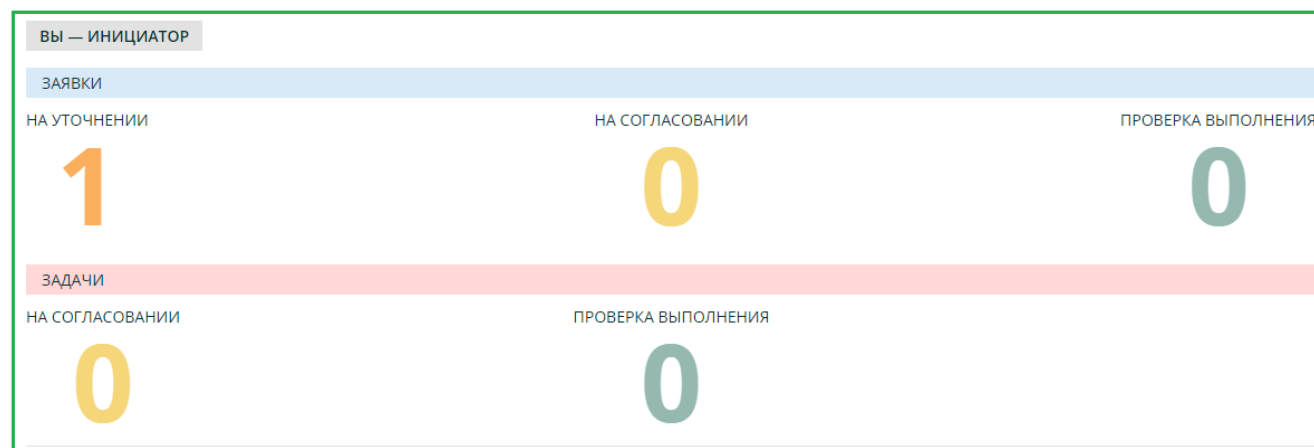 ВЫ — ИНИЦИАТОР
ЗАЯВКИ
НА УТОЧНЕНИИ НА СОГЛАСОВАНИИ ПРОВЕРКА ВЫПОЛНЕНИЯ
1 0 0
ЗАДАЧИ
НА СОГЛАСОВАНИИ ПРОВЕРКА ВЫПОЛНЕНИЯ
0 0